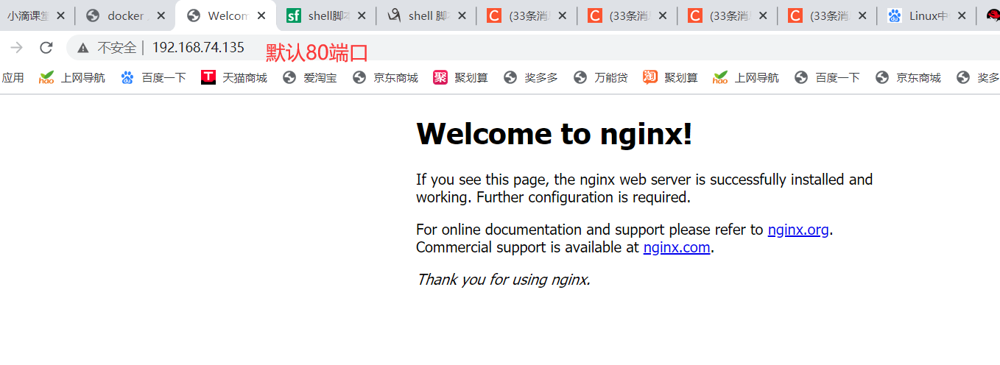 小滴课堂 docker Welcom shell脚本 shell 脚本 (33条消息 (33条消息 (33条消息 (33条消息 Linux中
不安全 192.168.74.135 默认80端口
应用 上网导航 百度一下 天猫商城 爱淘宝 京东商城 聚划算 奖多多 万能贷 聚划算 上网导航 百度一下 京东商城 奖多
Welcome to nginx!
If you see this page, the nginx web server is successfully installed and
working. Further configuration is required.
For online documentation and support please refer to nginx.org.
Commercial support is available at nginx.com.
Thank you for using nginx.